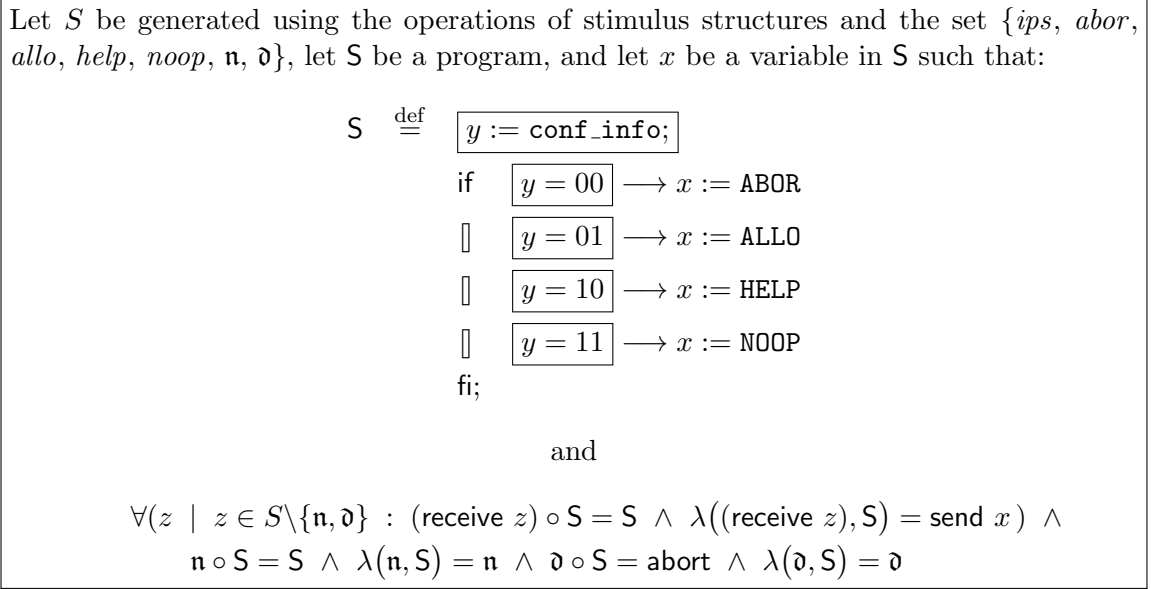 Let S be generated using the operations of stimulus structures and the set {ips, abor,
allo, help, noop, 𝔫, 𝔡}, let S be a program, and let x be a variable in S such that:
S def= y := conf_info;
if y = 00 ⟶ x := ABOR
[] y = 01 ⟶ x := ALLO
[] y = 10 ⟶ x := HELP
[] y = 11 ⟶ x := NOOP
fi;
and
∀(z | z ∈ S\{𝔫, 𝔡} : (receive z) ∘ S = S ∧ λ((receive z), S) = send x ) ∧
𝔫 ∘ S = S ∧ λ(𝔫, S) = 𝔫 ∧ 𝔡 ∘ S = abort ∧ λ(𝔡, S) = 𝔡